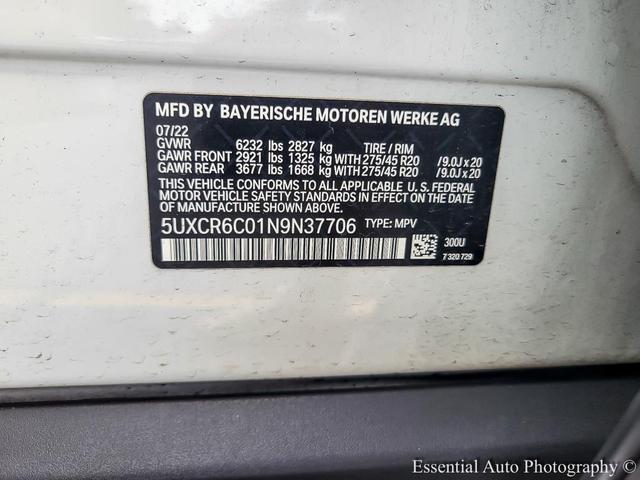 MFD BY BAYERISCHE MOTOREN WERKE AG
07/22
GVWR 6232 lbs 2827 kg TIRE / RIM
GAWR FRONT 2921 lbs 1325 kg WITH 275/45 R20 /9.0J x 20
GAWR REAR 3677 lbs 1668 kg WITH 275/45 R20 /9.0J x 20
THIS VEHICLE CONFORMS TO ALL APPLICABLE U. S. FEDERAL
MOTOR VEHICLE SAFETY STANDARDS IN EFFECT ON THE DATE
OF MANUFACTURE SHOWN ABOVE.
5UXCR6C01N9N37706 TYPE: MPV
300U
7 320 729
Essential Auto Photography ©